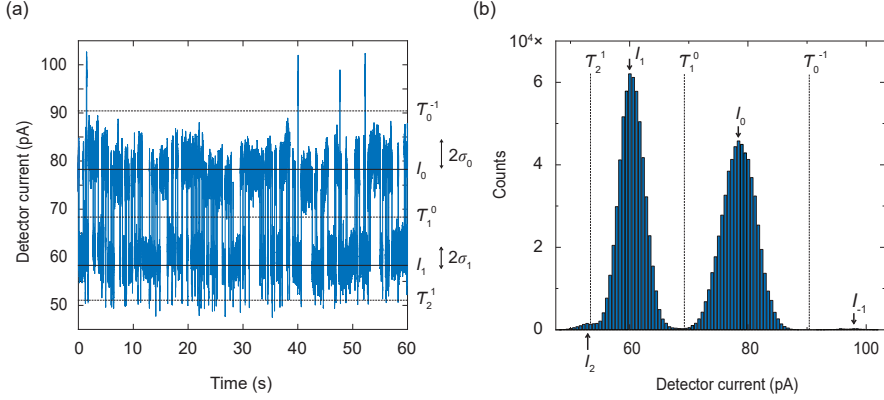 (a)
Detector current (pA)
100
90
80
70
60
50
0
10
20
30
40
50
60
Time (s)
𝒯₀⁻¹
2σ₀
I₀
𝒯₁⁰
2σ₁
I₁
𝒯₂¹
(b)
10⁴×
Counts
6
4
2
0
60
80
100
Detector current (pA)
𝒯₂¹
I₁
𝒯₁⁰
I₀
𝒯₀⁻¹
I₋₁
I₂